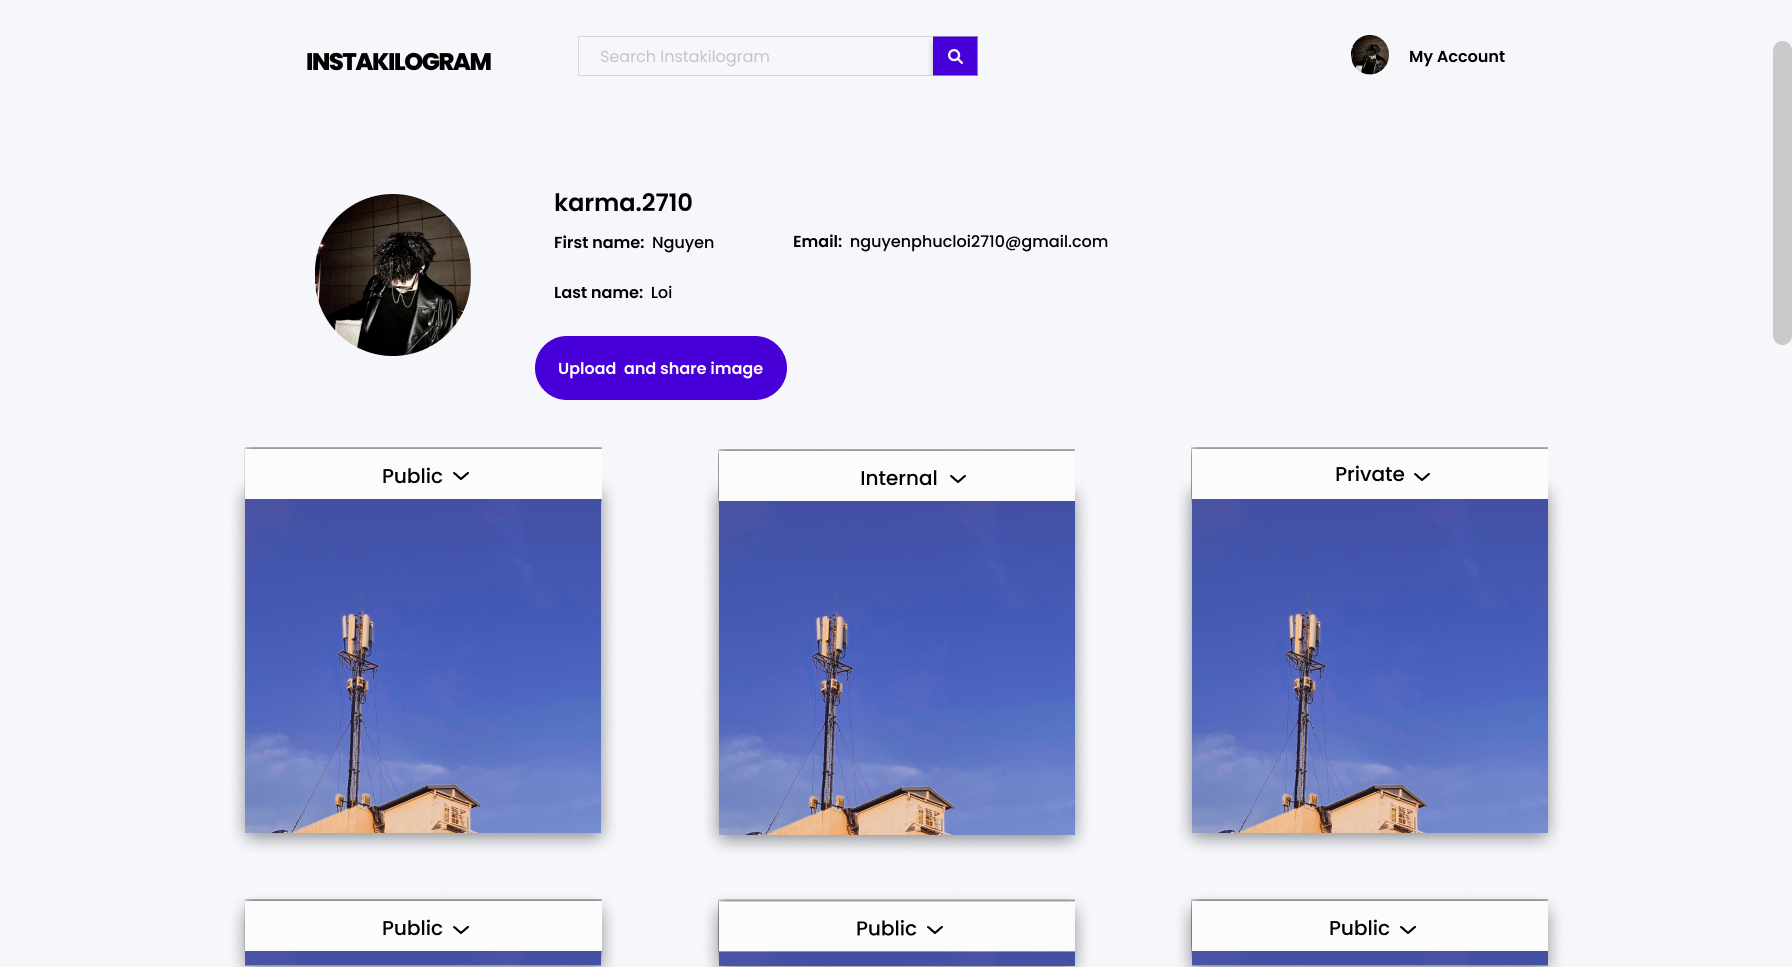 INSTAKILOGRAM
Search Instakilogram
My Account
karma.2710
First name: Nguyen
Email: nguyenphucloi2710@gmail.com
Last name: Loi
Upload and share image
Public
Internal
Private
Public
Public
Public